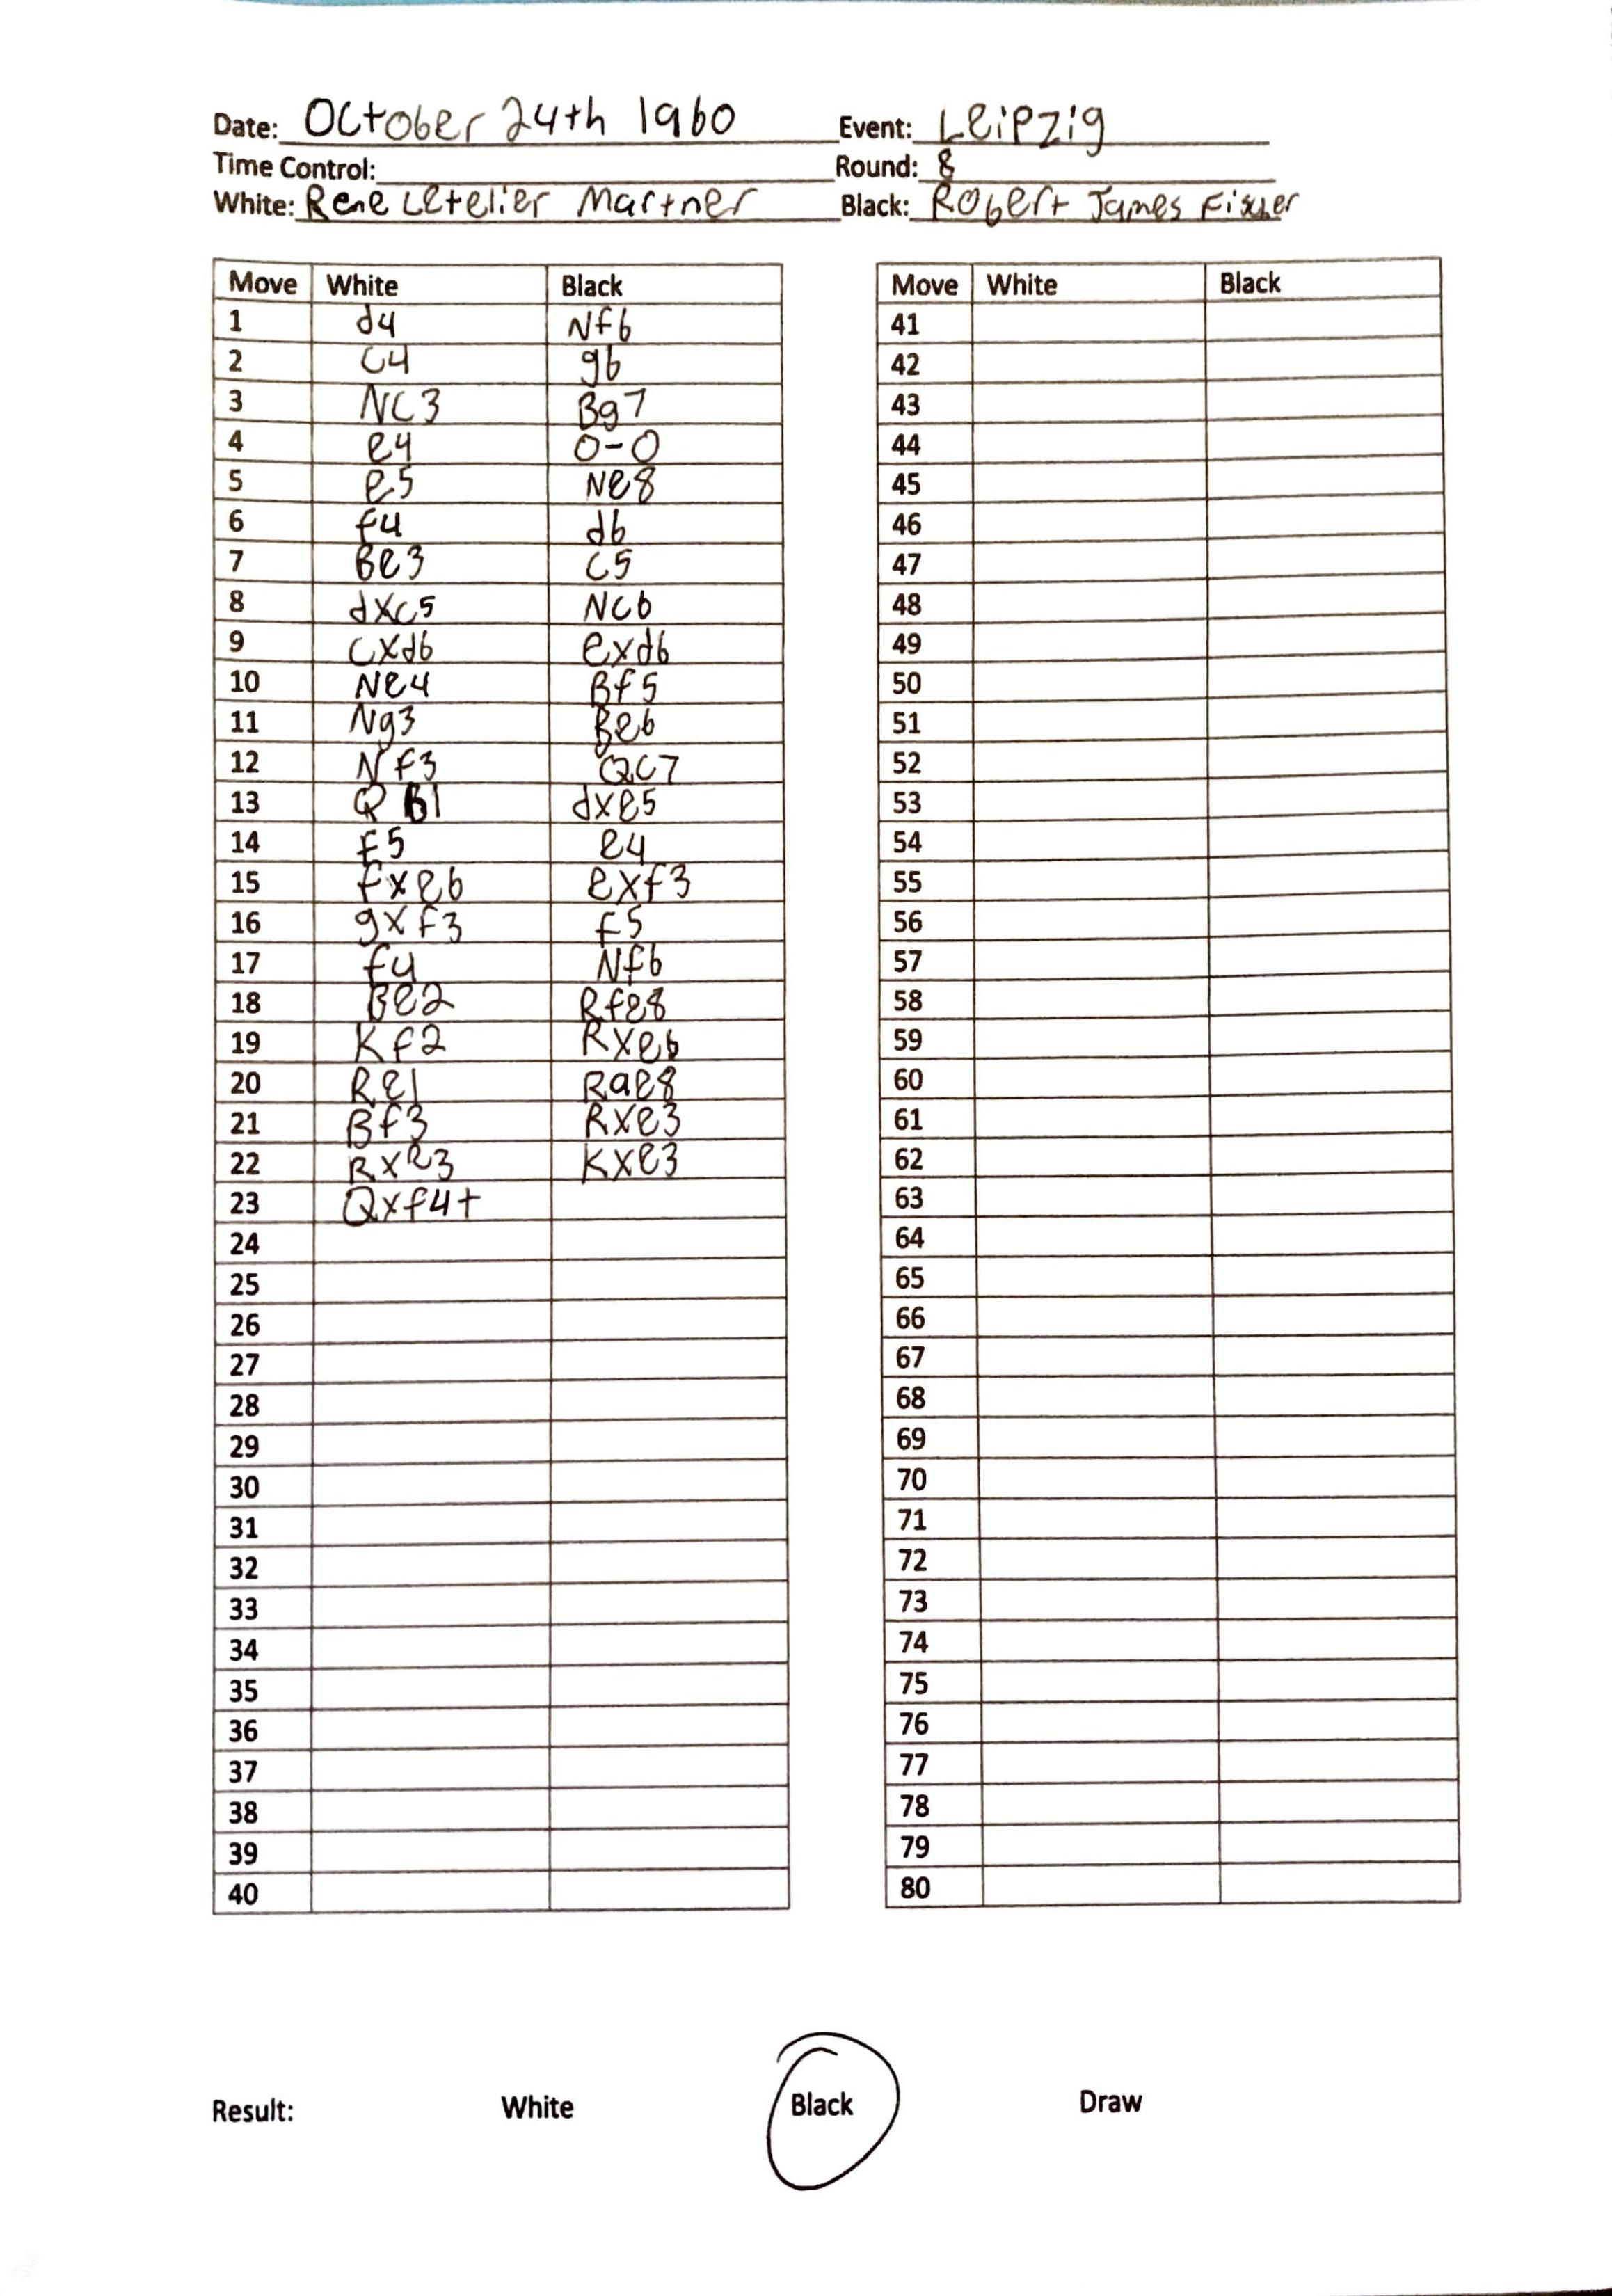 Date: October 24th 1960 Event: Leipzig
Time Control: Round: 8
White: Rene Letelier Martner Black: Robert James Fischer
Move White Black
1 d4 Nf6
2 c4 g6
3 Nc3 Bg7
4 e4 0-0
5 e5 Ne8
6 f4 d6
7 Be3 c5
8 dxc5 Nc6
9 cxd6 exd6
10 Ne4 Bf5
11 Ng3 Be6
12 Nf3 Qc7
13 Q B1 dxe5
14 f5 e4
15 fxe6 exf3
16 gxf3 f5
17 f4 Nf6
18 Be2 Rfe8
19 Kf2 Rxe6
20 Re1 Rae8
21 Bf3 Rxe3
22 Rxe3 Kxe3
23 Qxf4+
24
25
26
27
28
29
30
31
32
33
34
35
36
37
38
39
40
Move White Black
41
42
43
44
45
46
47
48
49
50
51
52
53
54
55
56
57
58
59
60
61
62
63
64
65
66
67
68
69
70
71
72
73
74
75
76
77
78
79
80
Result: White Black Draw